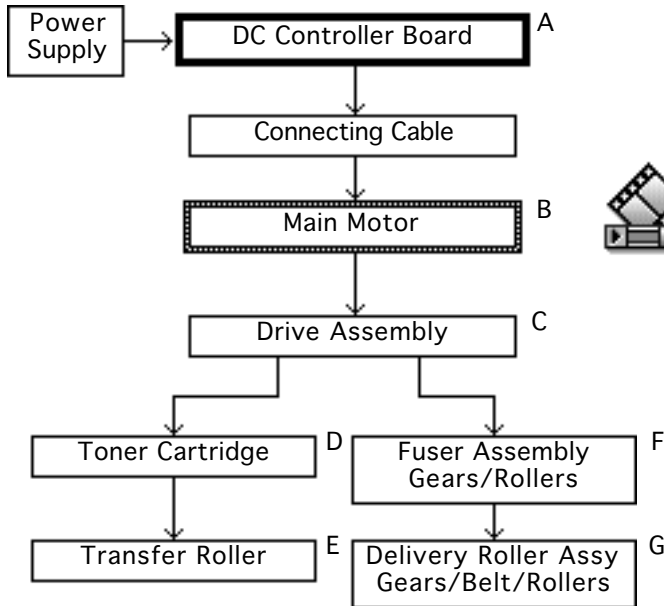 Power
Supply
DC Controller Board
A
Connecting Cable
Main Motor
B
Drive Assembly
C
Toner Cartridge
D
Fuser Assembly
Gears/Rollers
F
Transfer Roller
E
Delivery Roller Assy
Gears/Belt/Rollers
G